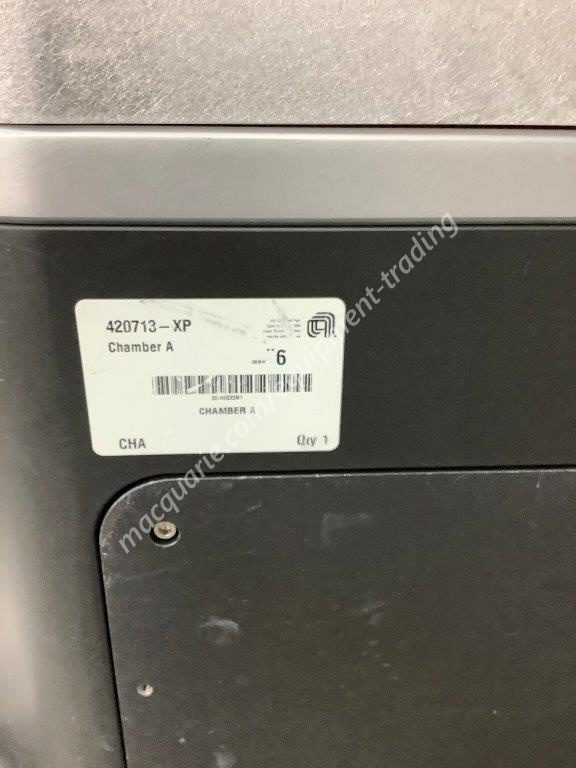 420713-XP
Chamber A
6
CHAMBER A
CHA
Qty 1
macquarie.com/equipment-trading